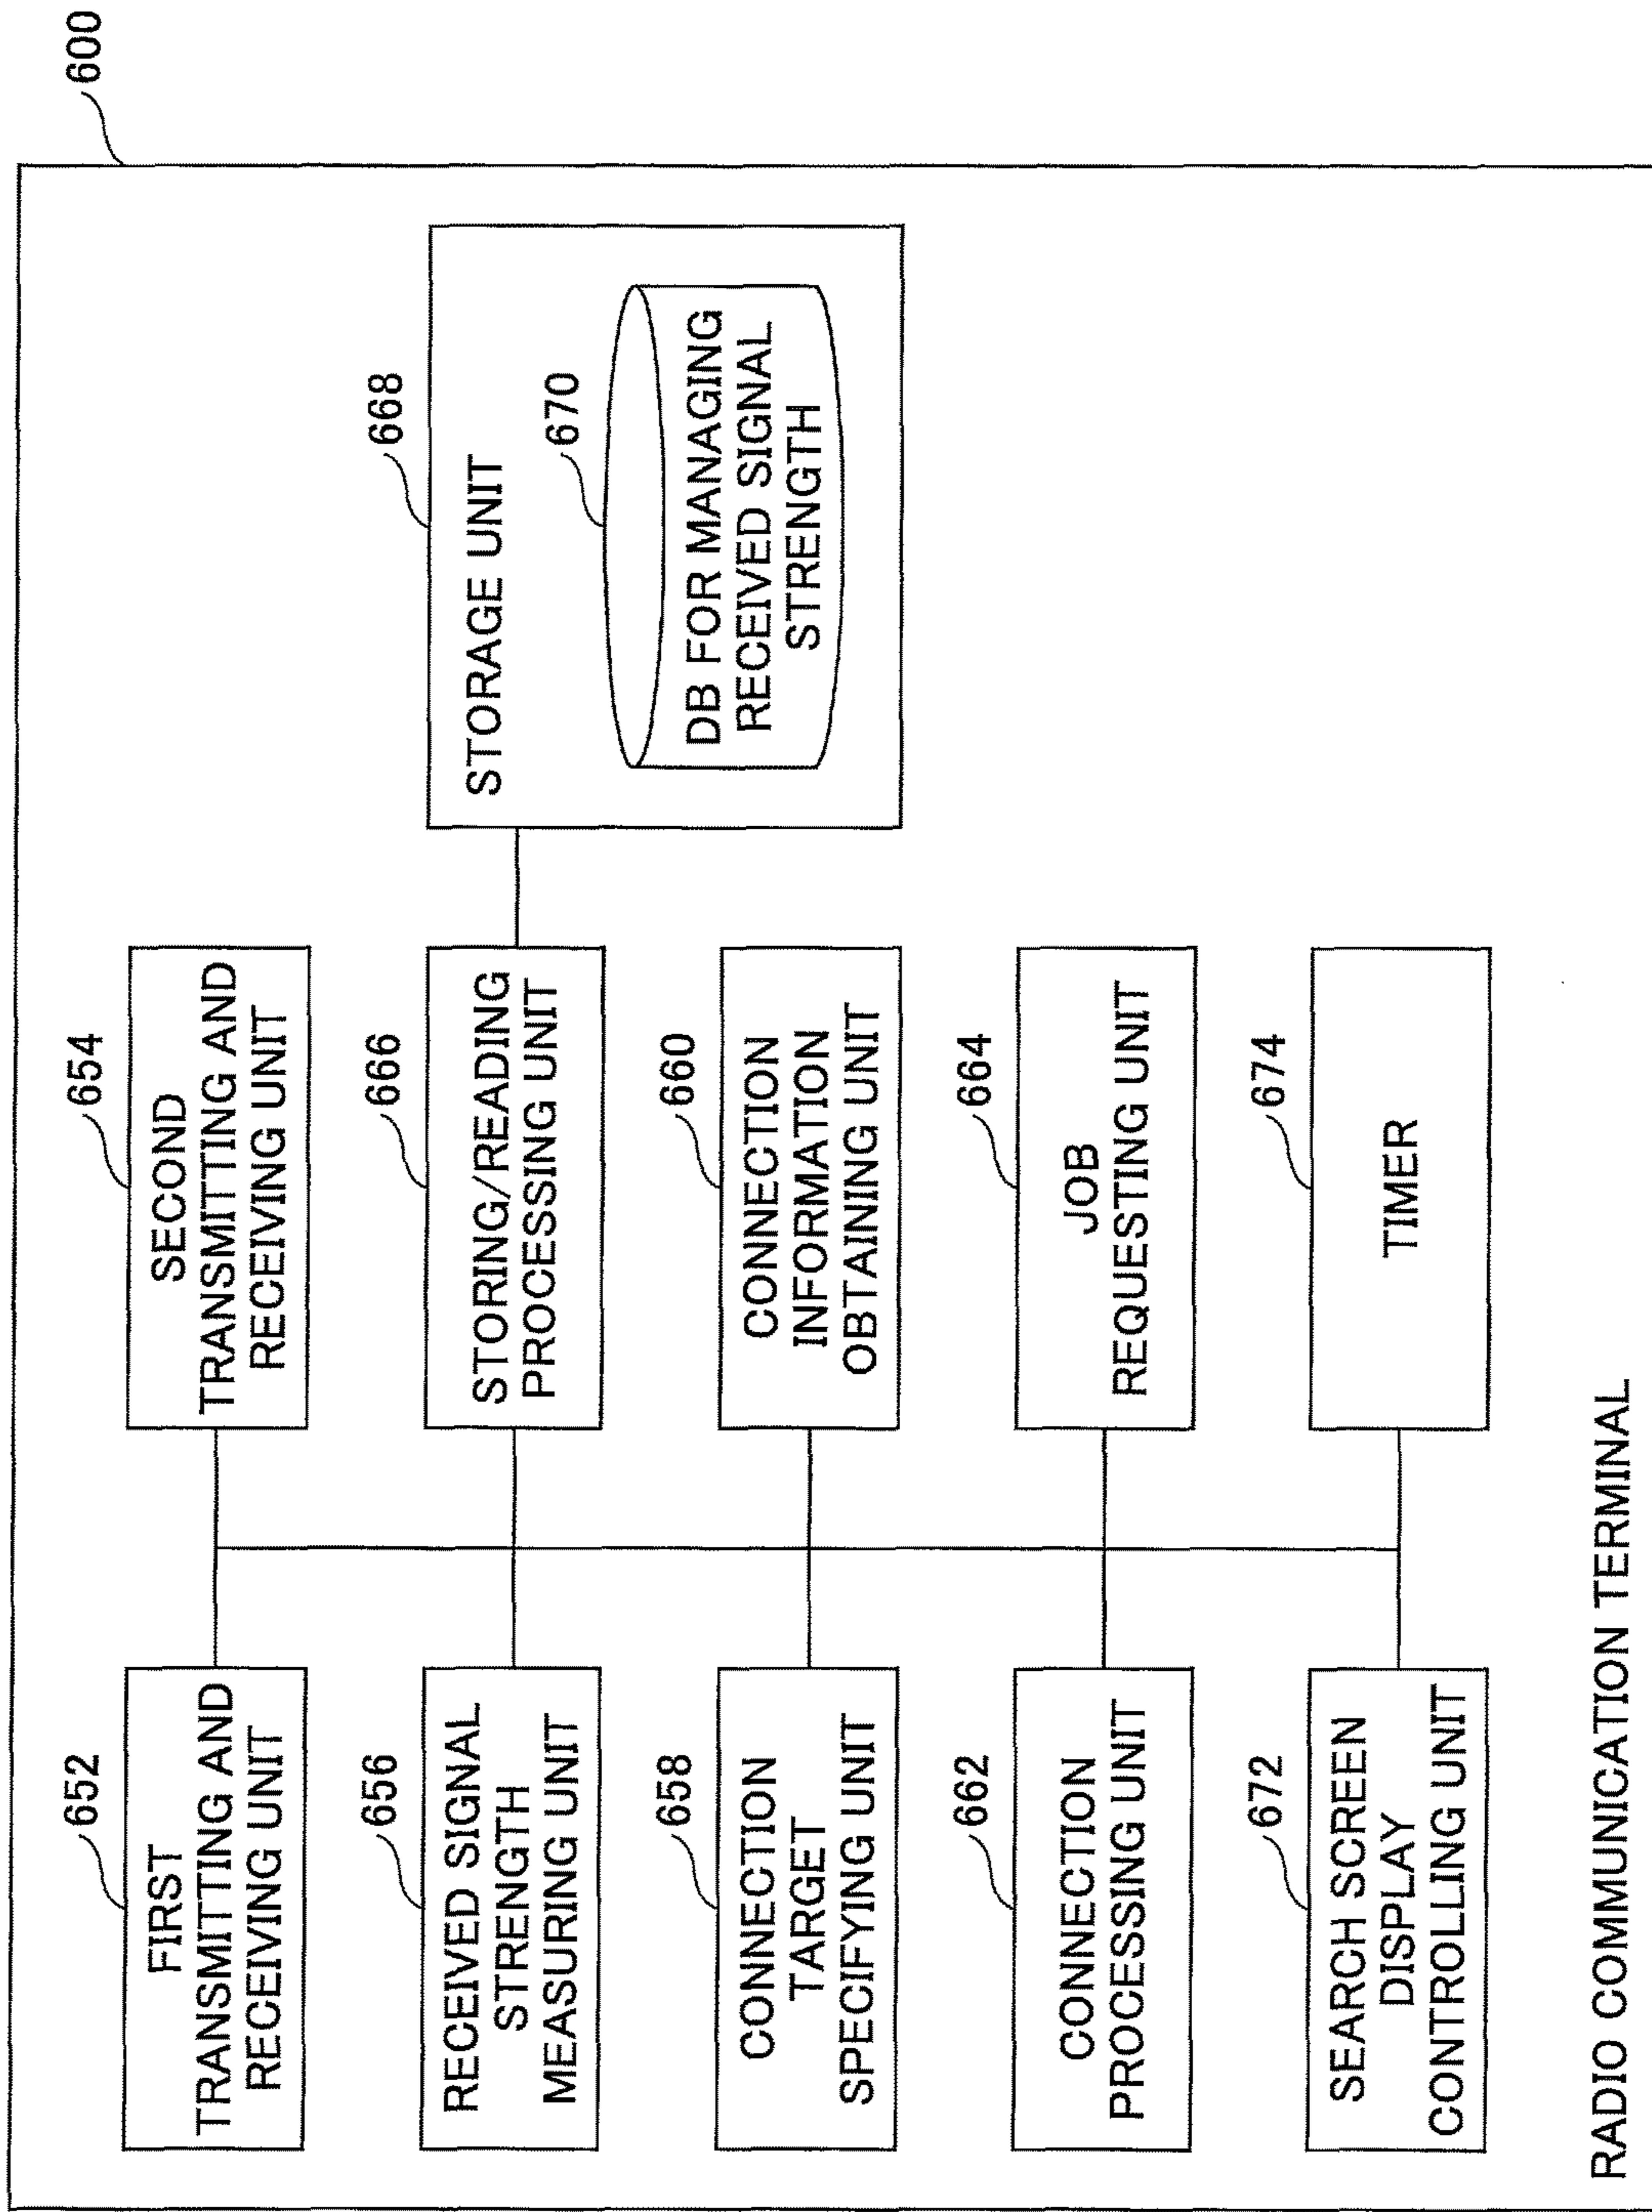 600
652
FIRST
TRANSMITTING AND
RECEIVING UNIT
654
SECOND
TRANSMITTING AND
RECEIVING UNIT
656
RECEIVED SIGNAL
STRENGTH
MEASURING UNIT
666
STORING/READING
PROCESSING UNIT
668
STORAGE UNIT
670
DB FOR MANAGING
RECEIVED SIGNAL
STRENGTH
658
CONNECTION
TARGET
SPECIFYING UNIT
660
CONNECTION
INFORMATION
OBTAINING UNIT
662
CONNECTION
PROCESSING UNIT
664
JOB
REQUESTING UNIT
672
SEARCH SCREEN
DISPLAY
CONTROLLING UNIT
674
TIMER
RADIO COMMUNICATION TERMINAL